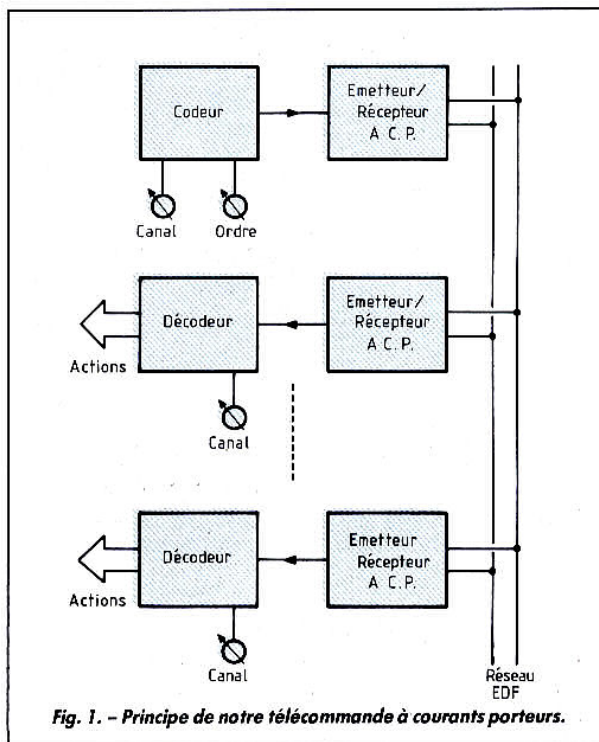 Codeur
Emetteur/
Récepteur
A C.P.
Canal
Ordre
Décodeur
Emetteur/
Récepteur
A C.P.
Actions
Canal
Décodeur
Emetteur
Récepteur
A C.P.
Actions
Canal
Réseau
EDF
Fig. 1. – Principe de notre télécommande à courants porteurs.